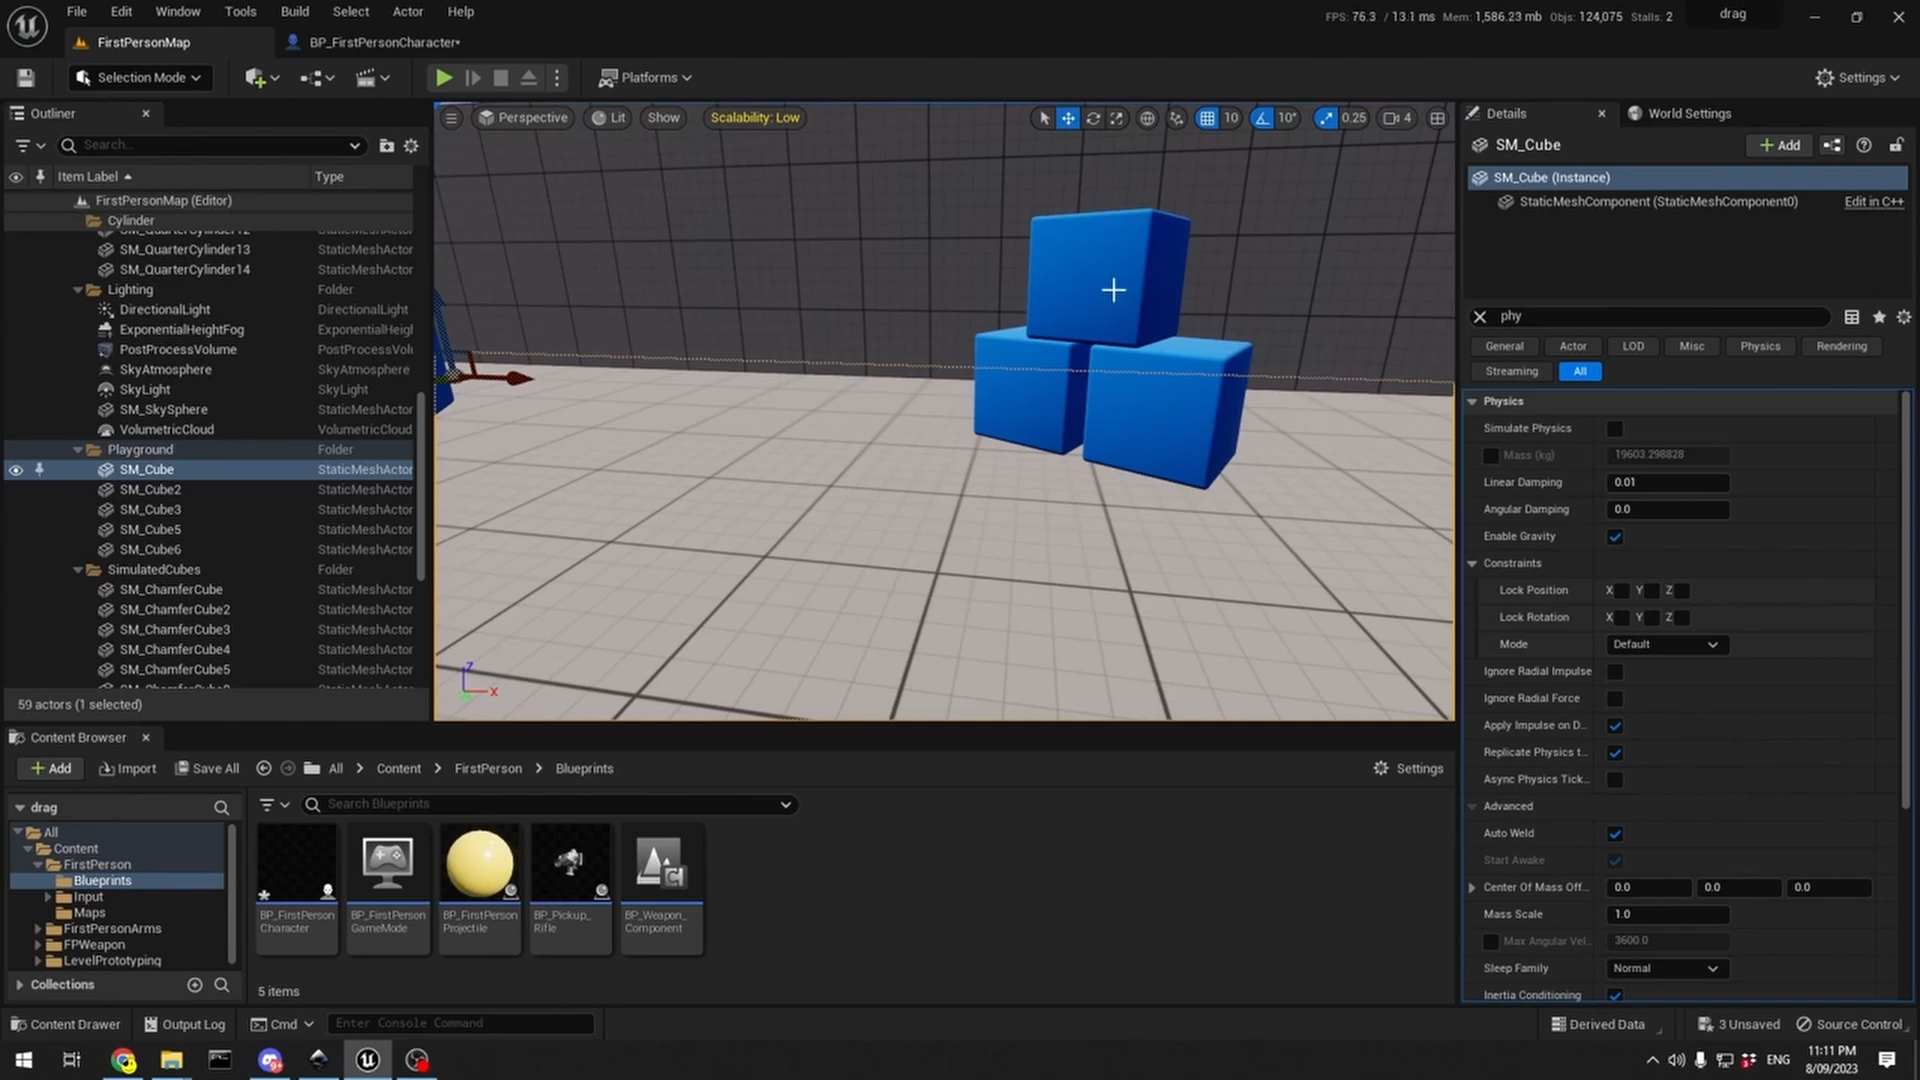 File Edit Window Tools Build Select Actor Help
FPS: 76.3 / 13.1 ms Mem: 1,586.23 mb Objs: 124,075 Stalls: 2
drag
FirstPersonMap
BP_FirstPersonCharacter*
Selection Mode
Platforms
Settings
Outliner
Search...
Item Label
Type
FirstPersonMap (Editor)
Cylinder
SM_QuarterCylinder12 StaticMeshActor
SM_QuarterCylinder13 StaticMeshActor
SM_QuarterCylinder14 StaticMeshActor
Lighting Folder
DirectionalLight DirectionalLight
ExponentialHeightFog ExponentialHeigh
PostProcessVolume PostProcessVolu
SkyAtmosphere SkyAtmosphere
SkyLight SkyLight
SM_SkySphere StaticMeshActor
VolumetricCloud VolumetricCloud
Playground Folder
SM_Cube StaticMeshActor
SM_Cube2 StaticMeshActor
SM_Cube3 StaticMeshActor
SM_Cube5 StaticMeshActor
SM_Cube6 StaticMeshActor
SimulatedCubes Folder
SM_ChamferCube StaticMeshActor
SM_ChamferCube2 StaticMeshActor
SM_ChamferCube3 StaticMeshActor
SM_ChamferCube4 StaticMeshActor
SM_ChamferCube5 StaticMeshActor
59 actors (1 selected)
Perspective Lit Show Scalability: Low
10 10° 0.25 4
Z
X
Details
World Settings
SM_Cube
Add
SM_Cube (Instance)
StaticMeshComponent (StaticMeshComponent0) Edit in C++
phy
General Actor LOD Misc Physics Rendering
Streaming All
Physics
Simulate Physics
Mass (kg) 19603.298828
Linear Damping 0.01
Angular Damping 0.0
Enable Gravity
Constraints
Lock Position X Y Z
Lock Rotation X Y Z
Mode Default
Ignore Radial Impulse
Ignore Radial Force
Apply Impulse on D...
Replicate Physics t...
Async Physics Tick...
Advanced
Auto Weld
Start Awake
Center Of Mass Off... 0.0 0.0 0.0
Mass Scale 1.0
Max Angular Vel... 3600.0
Sleep Family Normal
Inertia Conditioning
Content Browser
Add Import Save All All Content FirstPerson Blueprints
Settings
drag
Search Blueprints
All
Content
FirstPerson
Blueprints
Input
Maps
FirstPersonArms
FPWeapon
LevelPrototyping
Collections
BP_FirstPerson
Character
BP_FirstPerson
GameMode
BP_FirstPerson
Projectile
BP_Pickup_
Rifle
BP_Weapon_
Component
5 items
Content Drawer Output Log Cmd Enter Console Command
Derived Data 3 Unsaved Source Control
ENG
11:11 PM
8/09/2023